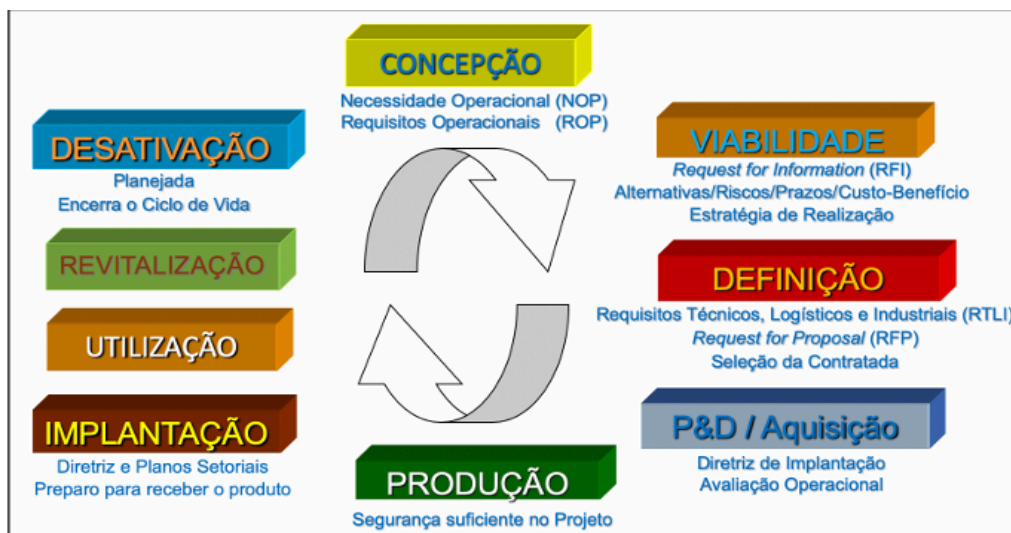 CONCEPÇÃO
Necessidade Operacional (NOP)
Requisitos Operacionais (ROP)
VIABILIDADE
Request for Information (RFI)
Alternativas/Riscos/Prazos/Custo-Benefício
Estratégia de Realização
DEFINIÇÃO
Requisitos Técnicos, Logísticos e Industriais (RTLI)
Request for Proposal (RFP)
Seleção da Contratada
P&D / Aquisição
Diretriz de Implantação
Avaliação Operacional
PRODUÇÃO
Segurança suficiente no Projeto
IMPLANTAÇÃO
Diretriz e Planos Setoriais
Preparo para receber o produto
UTILIZAÇÃO
REVITALIZAÇÃO
DESATIVAÇÃO
Planejada
Encerra o Ciclo de Vida